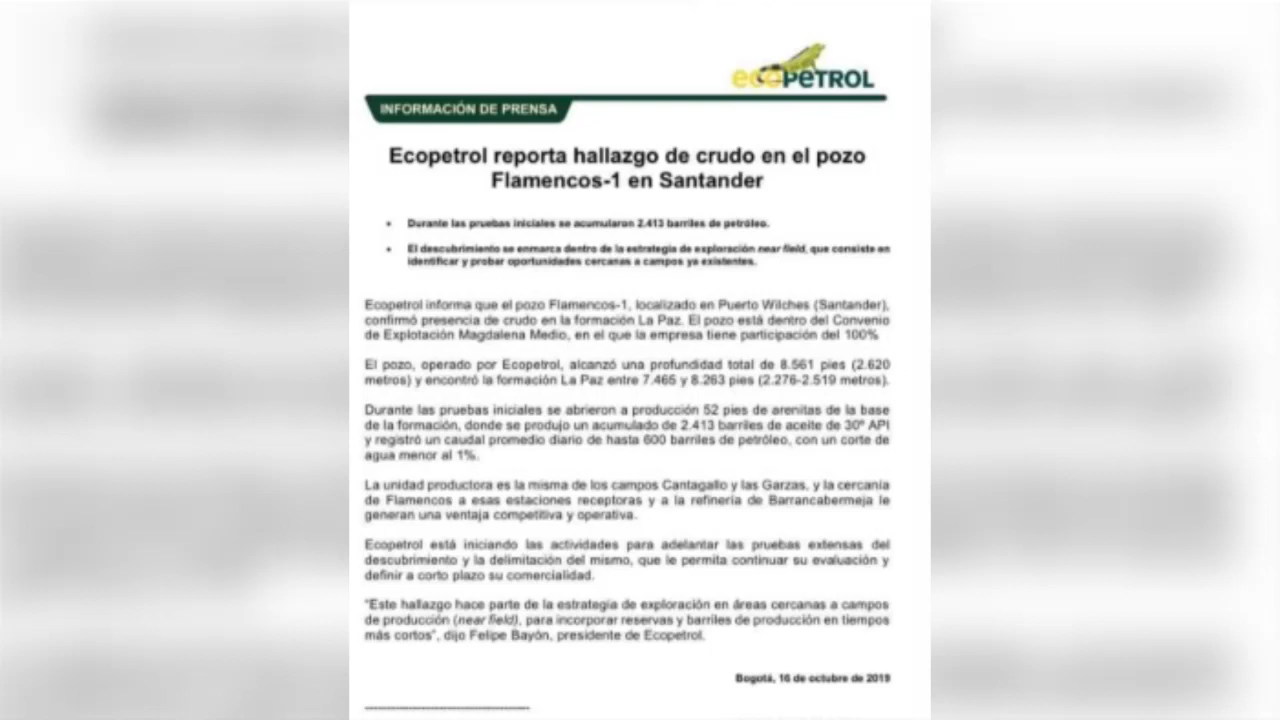 ecoPETROL
INFORMACIÓN DE PRENSA
Ecopetrol reporta hallazgo de crudo en el pozo
Flamencos-1 en Santander
• Durante las pruebas iniciales se acumularon 2.413 barriles de petróleo.
• El descubrimiento se enmarca dentro de la estrategia de exploración near field, que consiste en
identificar y probar oportunidades cercanas a campos ya existentes.
Ecopetrol informa que el pozo Flamencos-1, localizado en Puerto Wilches (Santander),
confirmó presencia de crudo en la formación La Paz. El pozo está dentro del Convenio
de Explotación Magdalena Medio, en el que la empresa tiene participación del 100%
El pozo, operado por Ecopetrol, alcanzó una profundidad total de 8.561 pies (2.620
metros) y encontró la formación La Paz entre 7.465 y 8.263 pies (2.276-2.519 metros).
Durante las pruebas iniciales se abrieron a producción 52 pies de arenitas de la base
de la formación, donde se produjo un acumulado de 2.413 barriles de aceite de 30º API
y registró un caudal promedio diario de hasta 600 barriles de petróleo, con un corte de
agua menor al 1%.
La unidad productora es la misma de los campos Cantagallo y las Garzas, y la cercanía
de Flamencos a esas estaciones receptoras y a la refinería de Barrancabermeja le
generan una ventaja competitiva y operativa.
Ecopetrol está iniciando las actividades para adelantar las pruebas extensas del
descubrimiento y la delimitación del mismo, que le permita continuar su evaluación y
definir a corto plazo su comercialidad.
"Este hallazgo hace parte de la estrategia de exploración en áreas cercanas a campos
de producción (near field), para incorporar reservas y barriles de producción en tiempos
más cortos", dijo Felipe Bayón, presidente de Ecopetrol.
Bogotá, 16 de octubre de 2019